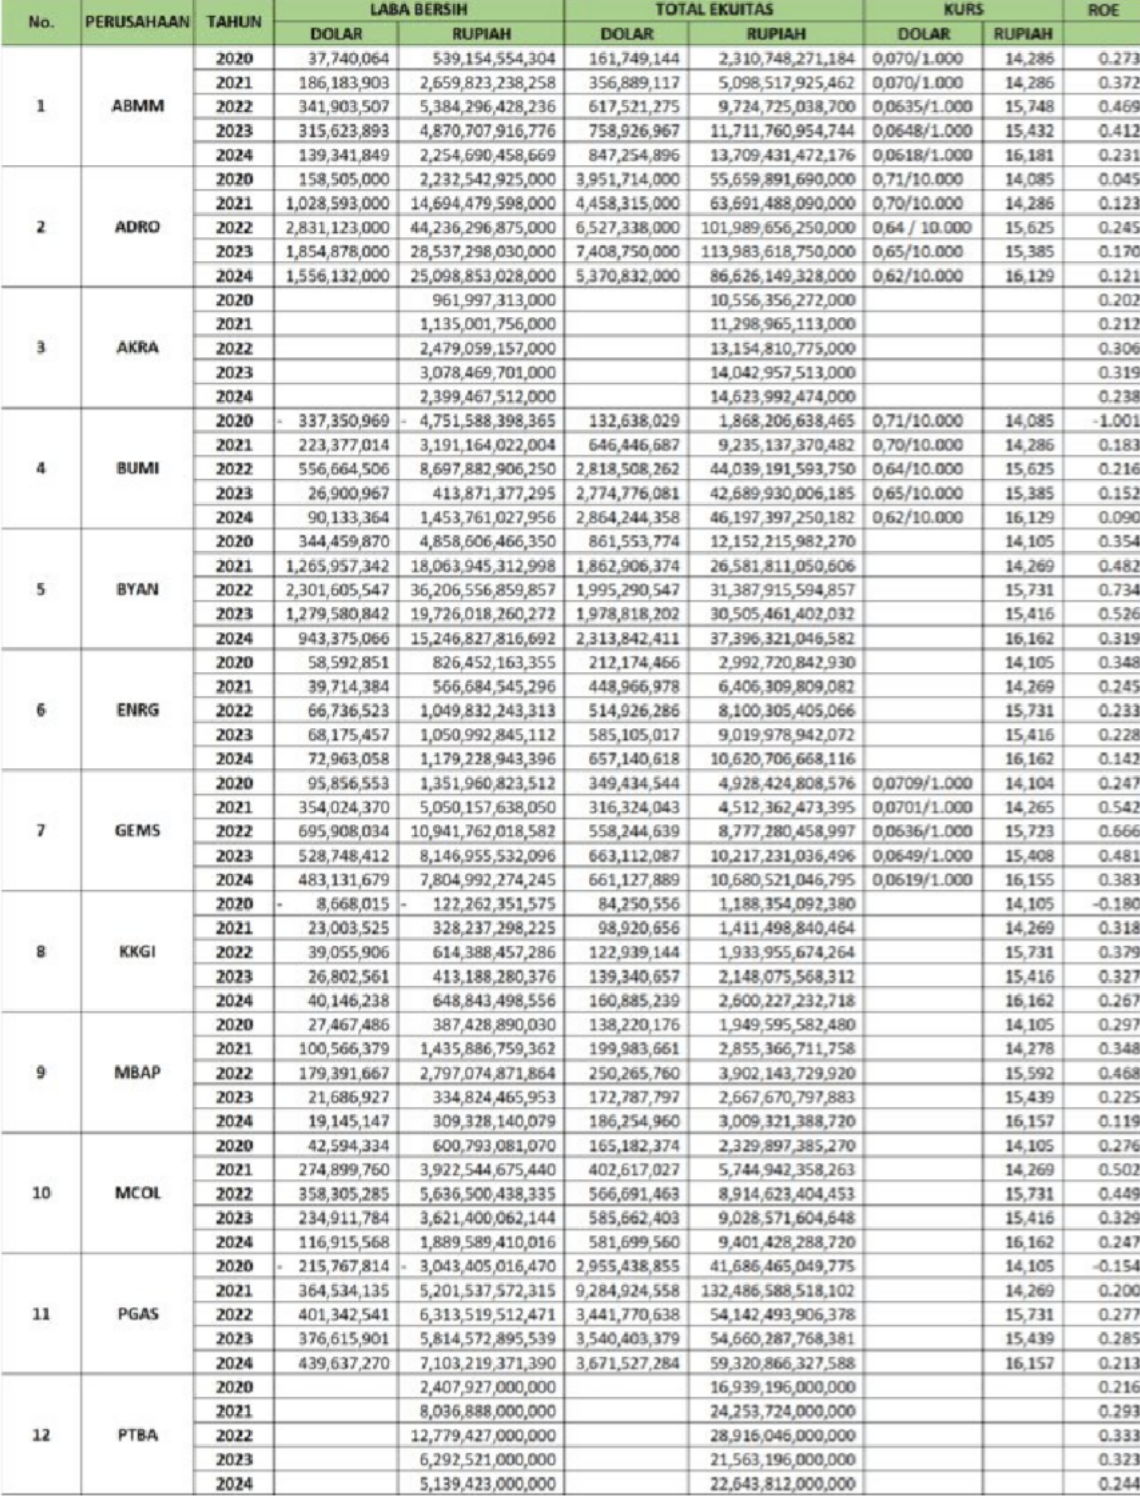 No. PERUSAHAAN TAHUN LABA BERSIH TOTAL EKUITAS KURS ROE
DOLAR RUPIAH DOLAR RUPIAH DOLAR RUPIAH
2020 37,740,064 539,154,554,304 161,749,144 2,310,748,271,184 0,070/1.000 14,286 0.273
2021 186,183,903 2,659,823,238,258 356,889,117 5,098,517,925,462 0,070/1.000 14,286 0.372
1 ABMM 2022 341,903,507 5,384,296,428,236 617,521,275 9,724,725,038,700 0,0635/1.000 15,748 0.469
2023 315,623,893 4,870,707,916,776 758,926,967 11,711,760,954,744 0,0648/1.000 15,432 0.412
2024 139,341,849 2,254,690,458,669 847,254,896 13,709,431,472,176 0,0618/1.000 16,181 0.231
2020 158,505,000 2,232,542,925,000 3,951,714,000 55,659,891,690,000 0,71/10.000 14,085 0.045
2021 1,028,593,000 14,694,479,598,000 4,458,315,000 63,691,488,090,000 0,70/10.000 14,286 0.123
2 ADRO 2022 2,831,123,000 44,236,296,875,000 6,527,338,000 101,989,656,250,000 0,64 / 10.000 15,625 0.245
2023 1,854,878,000 28,537,298,030,000 7,408,750,000 113,983,618,750,000 0,65/10.000 15,385 0.170
2024 1,556,132,000 25,098,853,028,000 5,370,832,000 86,626,149,328,000 0,62/10.000 16,129 0.121
2020 961,997,313,000 10,556,356,272,000 0.202
2021 1,135,001,756,000 11,298,965,113,000 0.212
3 AKRA 2022 2,479,059,157,000 13,154,810,775,000 0.306
2023 3,078,469,701,000 14,042,957,513,000 0.319
2024 2,399,467,512,000 14,623,992,474,000 0.238
2020 - 337,350,969 - 4,751,588,398,365 132,638,029 1,868,206,638,465 0,71/10.000 14,085 -1.001
2021 223,377,014 3,191,164,022,004 646,446,687 9,235,137,370,482 0,70/10.000 14,286 0.183
4 BUMI 2022 556,664,506 8,697,882,906,250 2,818,508,262 44,039,191,593,750 0,64/10.000 15,625 0.216
2023 26,900,967 413,871,377,295 2,774,776,081 42,689,930,006,185 0,65/10.000 15,385 0.152
2024 90,133,364 1,453,761,027,956 2,864,244,358 46,197,397,250,182 0,62/10.000 16,129 0.090
2020 344,459,870 4,858,606,466,350 861,553,774 12,152,215,982,270 14,105 0.354
2021 1,265,957,342 18,063,945,312,998 1,862,906,374 26,581,811,050,606 14,269 0.482
5 BYAN 2022 2,301,605,547 36,206,556,859,857 1,995,290,547 31,387,915,594,857 15,731 0.734
2023 1,279,580,842 19,726,018,260,272 1,978,818,202 30,505,461,402,032 15,416 0.526
2024 943,375,066 15,246,827,816,692 2,313,842,411 37,396,321,046,582 16,162 0.319
2020 58,592,851 826,452,163,355 212,174,466 2,992,720,842,930 14,105 0.348
2021 39,714,384 566,684,545,296 448,966,978 6,406,309,809,082 14,269 0.245
6 ENRG 2022 66,736,523 1,049,832,243,313 514,926,286 8,100,305,405,066 15,731 0.233
2023 68,175,457 1,050,992,845,112 585,105,017 9,019,978,942,072 15,416 0.228
2024 72,963,058 1,179,228,943,396 657,140,618 10,620,706,668,116 16,162 0.142
2020 95,856,553 1,351,960,823,512 349,434,544 4,928,424,808,576 0,0709/1.000 14,104 0.247
2021 354,024,370 5,050,157,638,050 316,324,043 4,512,362,473,395 0,0701/1.000 14,265 0.542
7 GEMS 2022 695,908,034 10,941,762,018,582 558,244,639 8,777,280,458,997 0,0636/1.000 15,723 0.666
2023 528,748,412 8,146,955,532,096 663,112,087 10,217,231,036,496 0,0649/1.000 15,408 0.481
2024 483,131,679 7,804,992,274,245 661,127,889 10,680,521,046,795 0,0619/1.000 16,155 0.383
2020 - 8,668,015 - 122,262,351,575 84,250,556 1,188,354,092,380 14,105 -0.180
2021 23,003,525 328,237,298,225 98,920,656 1,411,498,840,464 14,269 0.318
8 KKGI 2022 39,055,906 614,388,457,286 122,939,144 1,933,955,674,264 15,731 0.379
2023 26,802,561 413,188,280,376 139,340,657 2,148,075,568,312 15,416 0.327
2024 40,146,238 648,843,498,556 160,885,239 2,600,227,232,718 16,162 0.267
2020 27,467,486 387,428,890,030 138,220,176 1,949,595,582,480 14,105 0.297
2021 100,566,379 1,435,886,759,362 199,983,661 2,855,366,711,758 14,278 0.348
9 MBAP 2022 179,391,667 2,797,074,871,864 250,265,760 3,902,143,729,920 15,592 0.468
2023 21,686,927 334,824,465,953 172,787,797 2,667,670,797,883 15,439 0.225
2024 19,145,147 309,328,140,079 186,254,960 3,009,321,388,720 16,157 0.119
2020 42,594,334 600,793,081,070 165,182,374 2,329,897,385,270 14,105 0.276
2021 274,899,760 3,922,544,675,440 402,617,027 5,744,942,358,263 14,269 0.502
10 MCOL 2022 358,305,285 5,636,500,438,335 566,691,463 8,914,623,404,453 15,731 0.449
2023 234,911,784 3,621,400,062,144 585,662,403 9,028,571,604,648 15,416 0.329
2024 116,915,568 1,889,589,410,016 581,699,560 9,401,428,288,720 16,162 0.247
2020 - 215,767,814 - 3,043,405,016,470 2,955,438,855 41,686,465,049,775 14,105 -0.154
2021 364,534,135 5,201,537,572,315 9,284,924,558 132,486,588,518,102 14,269 0.200
11 PGAS 2022 401,342,541 6,313,519,512,471 3,441,770,638 54,142,493,906,378 15,731 0.277
2023 376,615,901 5,814,572,895,539 3,540,403,379 54,660,287,768,381 15,439 0.285
2024 439,637,270 7,103,219,371,390 3,671,527,284 59,320,866,327,588 16,157 0.213
2020 2,407,927,000,000 16,939,196,000,000 0.216
2021 8,036,888,000,000 24,253,724,000,000 0.293
12 PTBA 2022 12,779,427,000,000 28,916,046,000,000 0.333
2023 6,292,521,000,000 21,563,196,000,000 0.323
2024 5,139,423,000,000 22,643,812,000,000 0.244